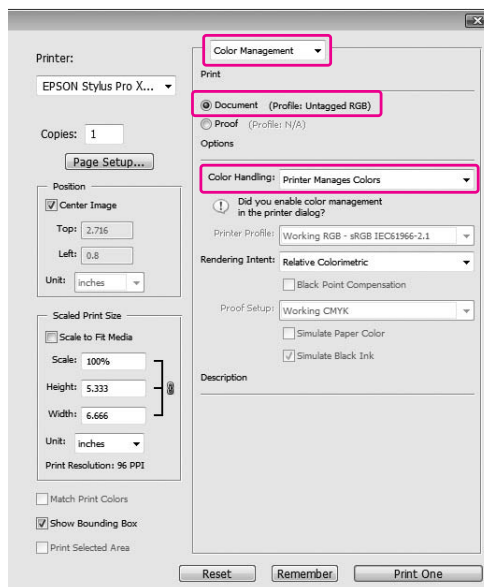 Printer:
EPSON Stylus Pro X...
Copies: 1
Page Setup...
Position
Center Image
Top: 2.716
Left: 0.8
Unit: inches
Scaled Print Size
Scale to Fit Media
Scale: 100%
Height: 5.333
Width: 6.666
Unit: inches
Print Resolution: 96 PPI
Match Print Colors
Show Bounding Box
Print Selected Area
Color Management
Print
Document (Profile: Untagged RGB)
Proof (Profile: N/A)
Options
Color Handling: Printer Manages Colors
Did you enable color management
in the printer dialog?
Printer Profile: Working RGB - sRGB IEC61966-2.1
Rendering Intent: Relative Colorimetric
Black Point Compensation
Proof Setup: Working CMYK
Simulate Paper Color
Simulate Black Ink
Description
Reset Remember Print One